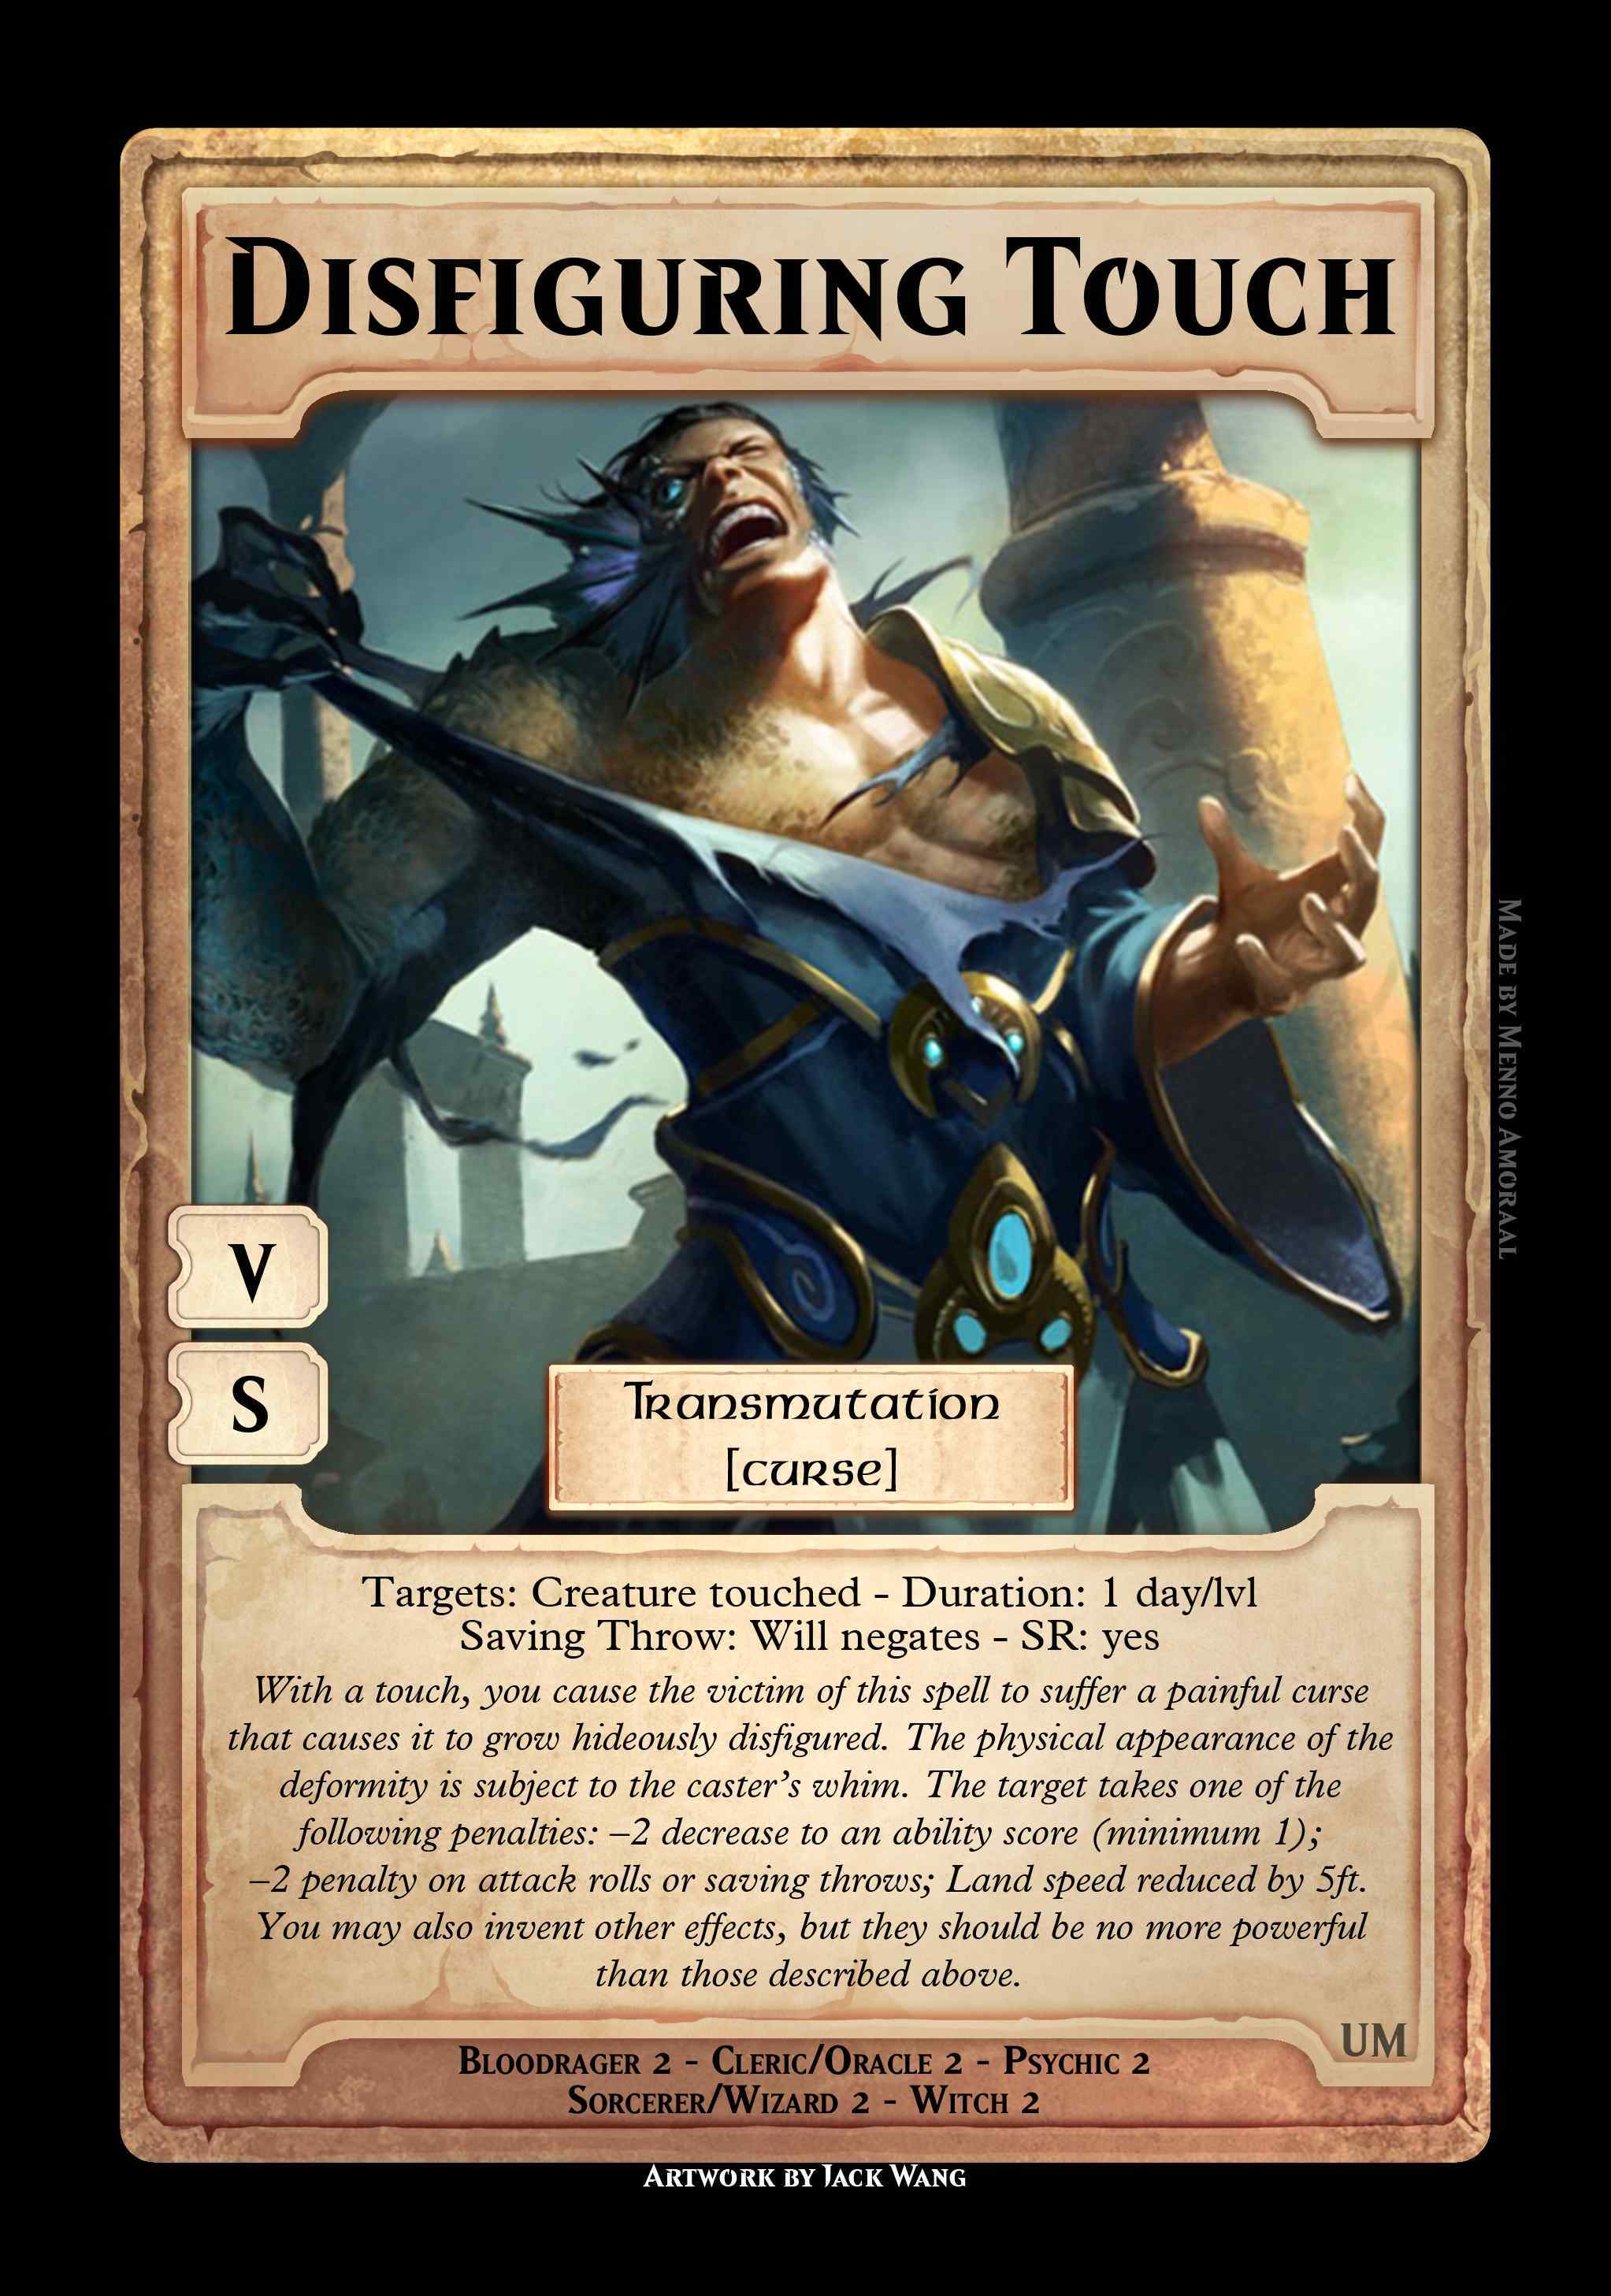 Disfiguring Touch
V
S
Transmutation
[curse]
Targets: Creature touched - Duration: 1 day/lvl
Saving Throw: Will negates - SR: yes
With a touch, you cause the victim of this spell to suffer a painful curse
that causes it to grow hideously disfigured. The physical appearance of the
deformity is subject to the caster’s whim. The target takes one of the
following penalties: –2 decrease to an ability score (minimum 1);
–2 penalty on attack rolls or saving throws; Land speed reduced by 5ft.
You may also invent other effects, but they should be no more powerful
than those described above.
UM
Bloodrager 2 - Cleric/Oracle 2 - Psychic 2
Sorcerer/Wizard 2 - Witch 2
Artwork by Jack Wang
Made by Menno Amoraal